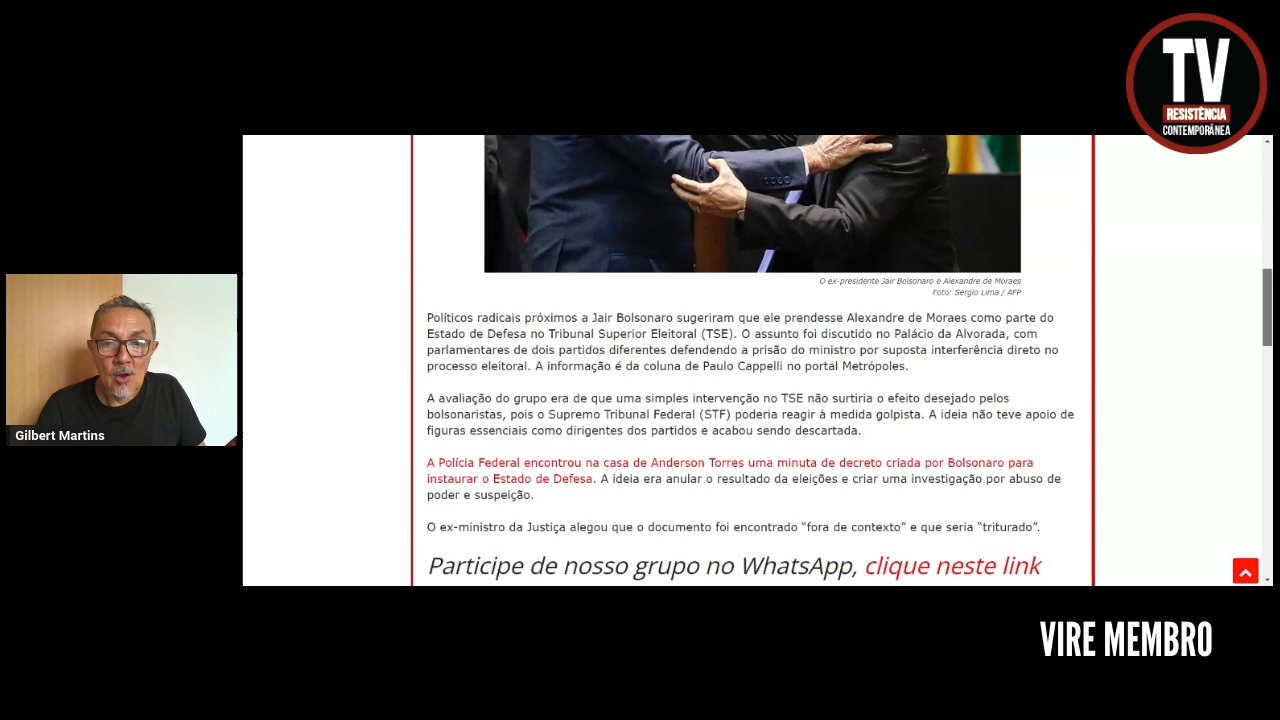 TV
RESISTÊNCIA
CONTEMPORÂNEA
O ex-presidente Jair Bolsonaro e Alexandre de Moraes
Foto: Sergio Lima / AFP
Políticos radicais próximos a Jair Bolsonaro sugeriram que ele prendesse Alexandre de Moraes como parte do
Estado de Defesa no Tribunal Superior Eleitoral (TSE). O assunto foi discutido no Palácio da Alvorada, com
parlamentares de dois partidos diferentes defendendo a prisão do ministro por suposta interferência direto no
processo eleitoral. A informação é da coluna de Paulo Cappelli no portal Metrópoles.
A avaliação do grupo era de que uma simples intervenção no TSE não surtiria o efeito desejado pelos
bolsonaristas, pois o Supremo Tribunal Federal (STF) poderia reagir à medida golpista. A ideia não teve apoio de
figuras essenciais como dirigentes dos partidos e acabou sendo descartada.
A Polícia Federal encontrou na casa de Anderson Torres uma minuta de decreto criada por Bolsonaro para
instaurar o Estado de Defesa. A ideia era anular o resultado da eleições e criar uma investigação por abuso de
poder e suspeição.
O ex-ministro da Justiça alegou que o documento foi encontrado “fora de contexto” e que seria “triturado”.
Participe de nosso grupo no WhatsApp, clique neste link
Gilbert Martins
VIRE MEMBRO